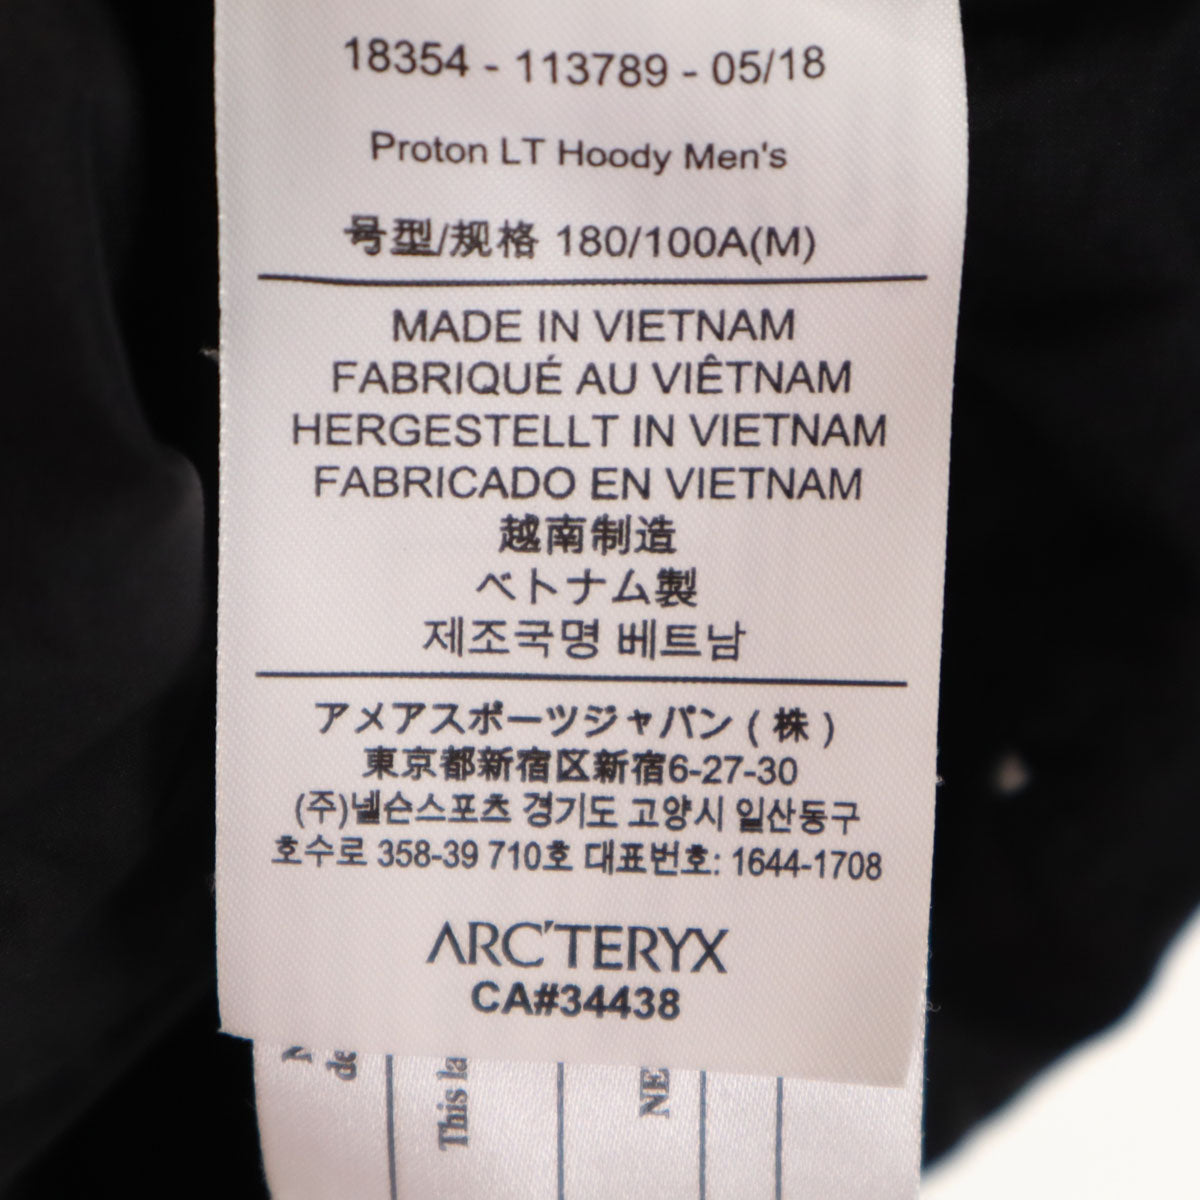 18354 - 113789 - 05/18
Proton LT Hoody Men's
号型/规格 180/100A(M)
MADE IN VIETNAM
FABRIQUÉ AU VIÊTNAM
HERGESTELLT IN VIETNAM
FABRICADO EN VIETNAM
越南制造
ベトナム製
제조국명 베트남
アメアスポーツジャパン (株)
東京都新宿区新宿6-27-30
(주)넬슨스포츠 경기도 고양시 일산동구
호수로 358-39 710호 대표번호: 1644-1708
ARC'TERYX
CA#34438
de
This la
NE